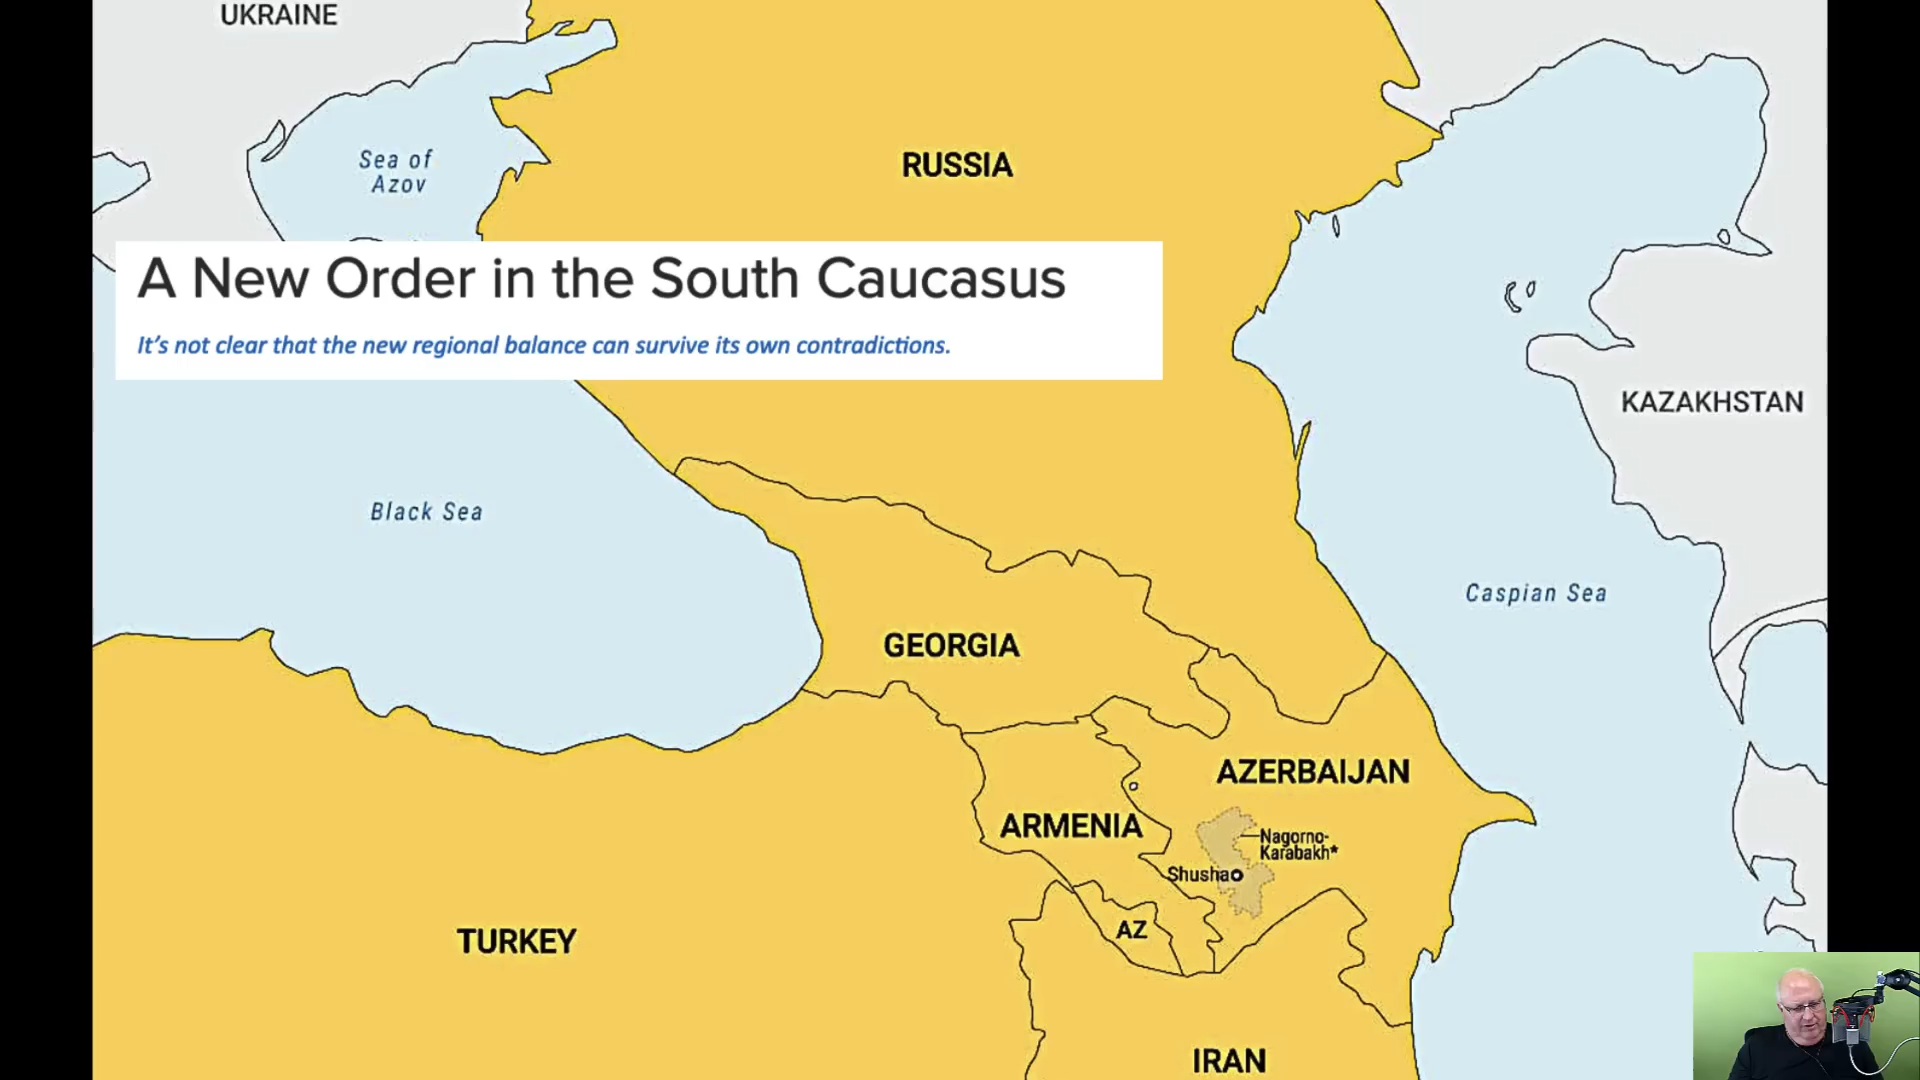 UKRAINE
Sea of
Azov
RUSSIA
A New Order in the South Caucasus
It's not clear that the new regional balance can survive its own contradictions.
KAZAKHSTAN
Black Sea
Caspian Sea
GEORGIA
AZERBAIJAN
ARMENIA
Nagorno-
Karabakh*
Shusha
AZ
TURKEY
IRAN